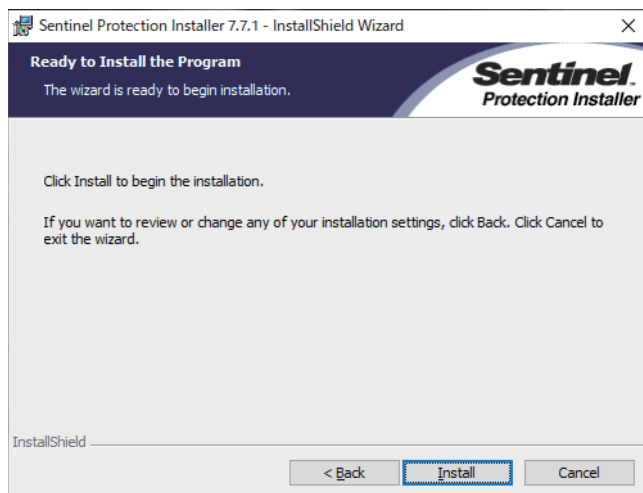 Sentinel Protection Installer 7.7.1 - InstallShield Wizard
Ready to Install the Program
The wizard is ready to begin installation.
Sentinel™
Protection Installer
Click Install to begin the installation.
If you want to review or change any of your installation settings, click Back. Click Cancel to
exit the wizard.
InstallShield
< Back
Install
Cancel